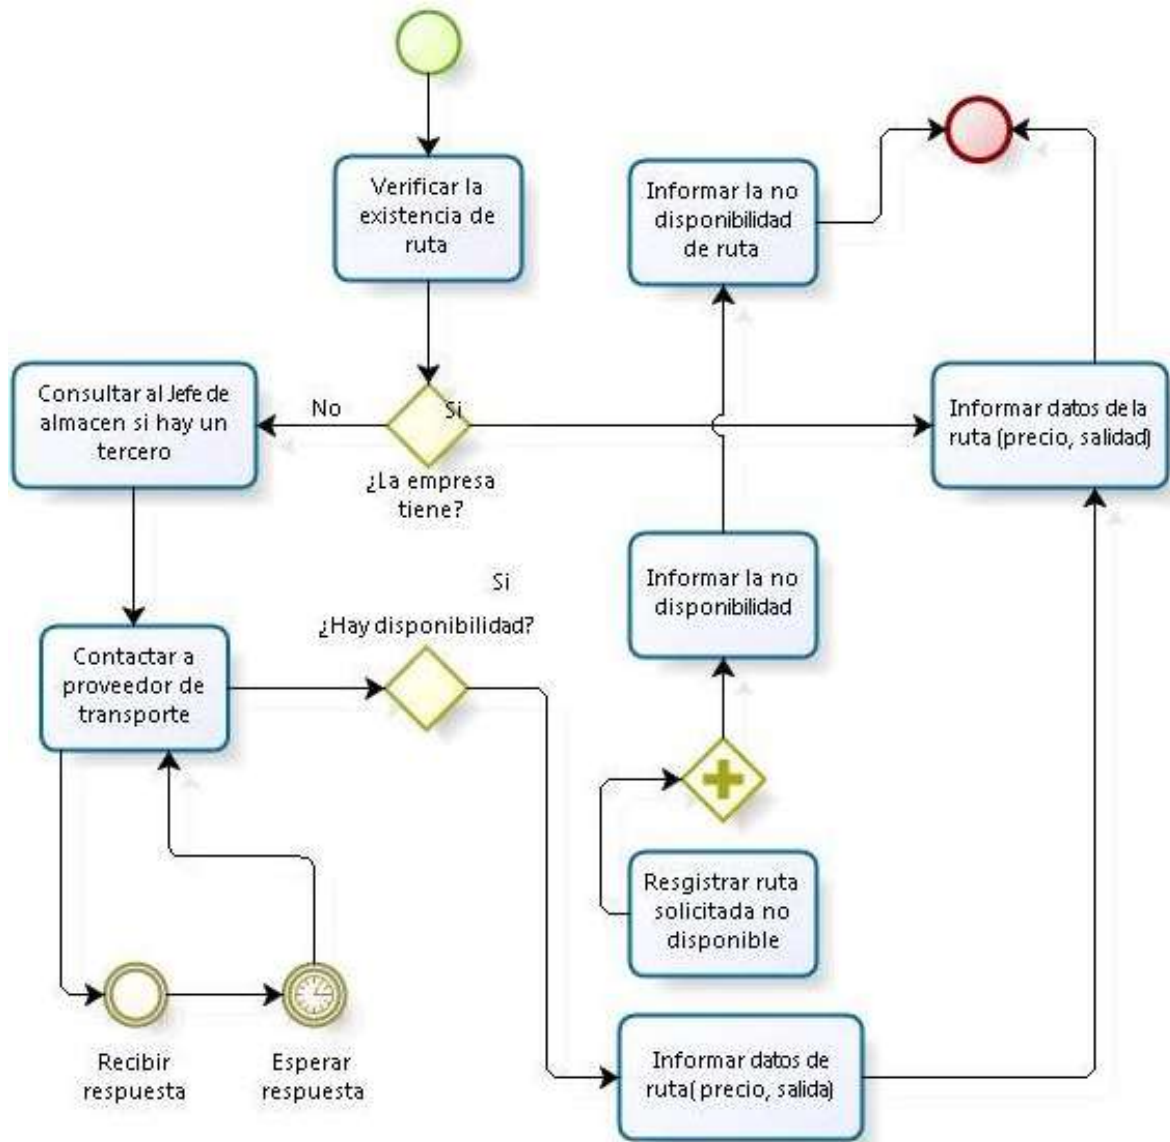 Verificar la
existencia de
ruta
Informar la no
disponibilidad
de ruta
Consultar al Jefe de
almacen si hay un
tercero
No
Si
¿La empresa
tiene?
Informar datos de la
ruta (precio, salidad)
Si
¿Hay disponibilidad?
Informar la no
disponibilidad
Contactar a
proveedor de
transporte
Resgistrar ruta
solicitada no
disponible
Recibir
respuesta
Esperar
respuesta
Informar datos de
ruta( precio, salida)